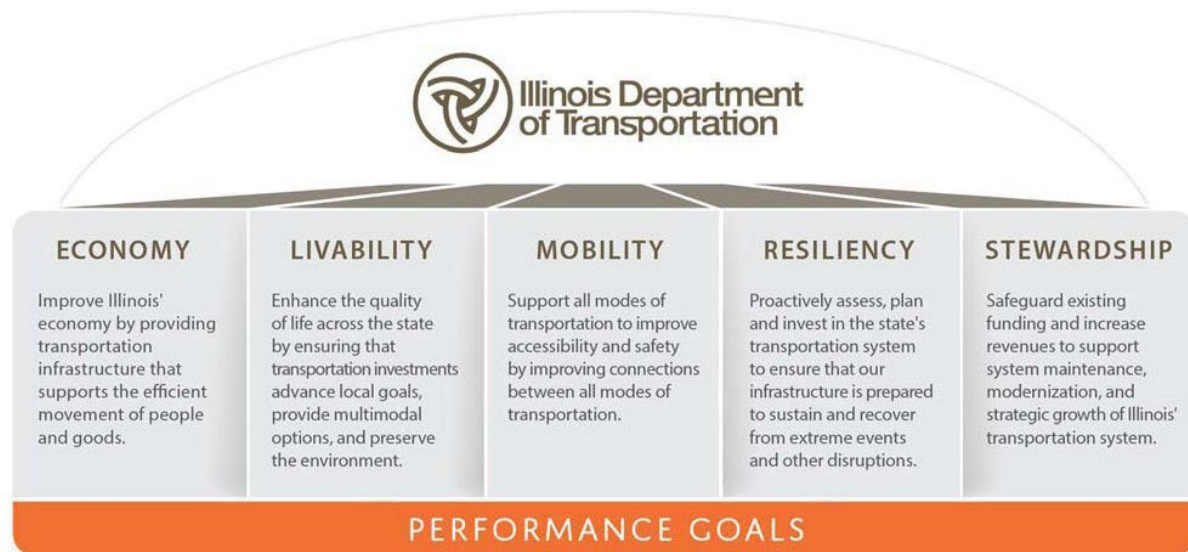 Illinois Department
of Transportation
ECONOMY
Improve Illinois'
economy by providing
transportation
infrastructure that
supports the efficient
movement of people
and goods.
LIVABILITY
Enhance the quality
of life across the state
by ensuring that
transportation investments
advance local goals,
provide multimodal
options, and preserve
the environment.
MOBILITY
Support all modes of
transportation to improve
accessibility and safety
by improving connections
between all modes of
transportation.
RESILIENCY
Proactively assess, plan
and invest in the state's
transportation system
to ensure that our
infrastructure is prepared
to sustain and recover
from extreme events
and other disruptions.
STEWARDSHIP
Safeguard existing
funding and increase
revenues to support
system maintenance,
modernization, and
strategic growth of Illinois'
transportation system.
PERFORMANCE GOALS